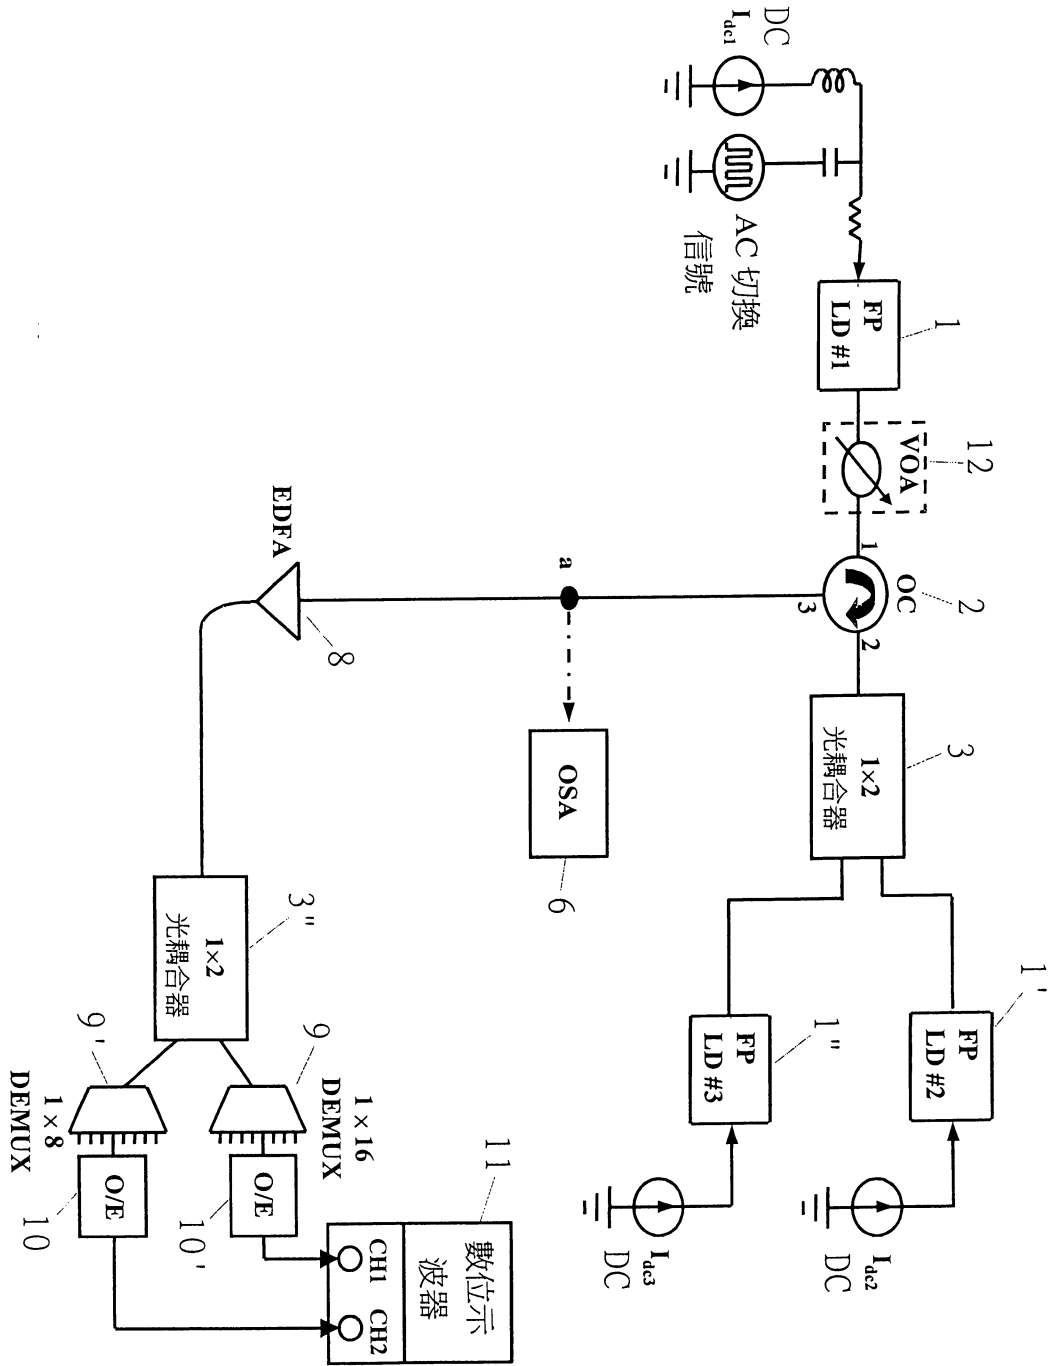 DC
I dc1
AC 切換
信號
FP
LD #1
1
VOA
12
1
OC
2
2
3
1×2
光耦合器
3
FP
LD #2
1'
FP
LD #3
1"
I dc2
DC
I dc3
DC
a
OSA
6
EDFA
8
1×2
光耦合器
3"
9
1 × 16
DEMUX
9'
1 × 8
DEMUX
O/E
10'
O/E
10
11
數位示
波器
CH1
CH2